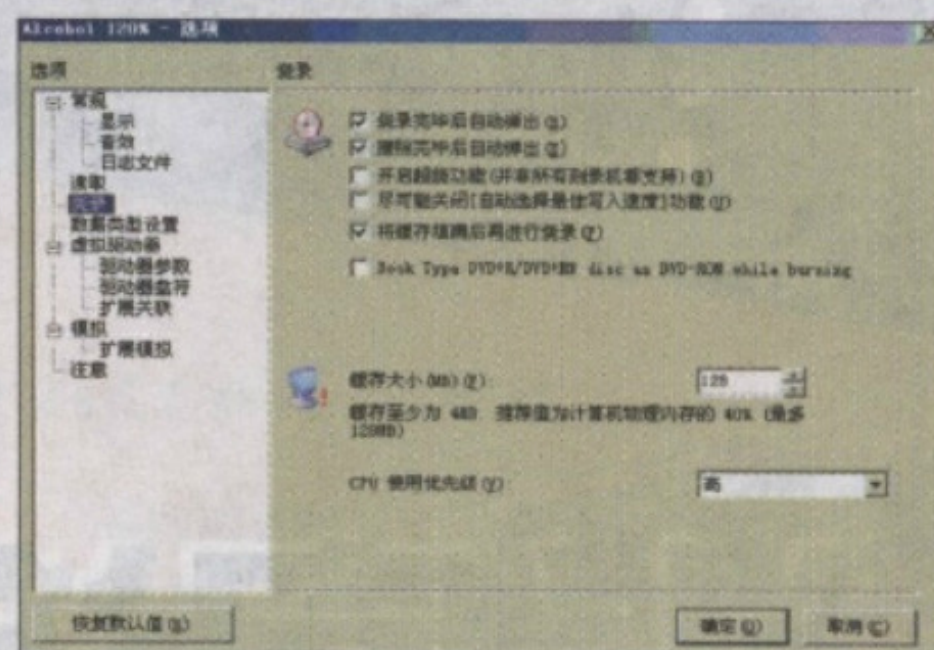 Alcohol 120% - 选项
选项
常规
显示
音效
日志文件
读取
数据类型设置
虚拟驱动器
驱动器参数
驱动器盘符
扩展关联
模拟
扩展模拟
注意
烧录
烧录完毕后自动弹出
擦除完毕后自动弹出
开启超烧功能(并非所有刻录机都支持)
尽可能关闭[自动选择最佳写入速度]功能
将缓存填满后再进行烧录
Book Type DVD+R/DVD+RW disc as DVD-ROM while burning
缓存大小(MB)
128
缓存至少为 4MB 推荐值为计算机物理内存的 40% (最多
128MB)
CPU 使用优先级
高
恢复默认值
确定(O)
取消(C)